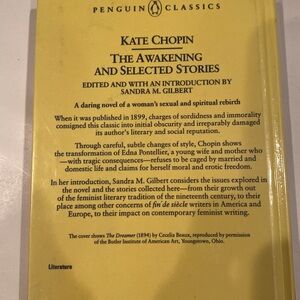 PENGUIN CLASSICS
KATE CHOPIN
THE AWAKENING
AND SELECTED STORIES
EDITED AND WITH AN INTRODUCTION BY
SANDRA M. GILBERT
A daring novel of a woman's sexual and spiritual rebirth
When it was published in 1899, charges of sordidness and immorality
consigned this classic into initial obscurity and irreparably damaged
its author's literary and social reputation.
Through careful, subtle changes of style, Chopin shows
the transformation of Edna Pontellier, a young wife and mother who
—with tragic consequences—refuses to be caged by married and
domestic life and claims for herself moral and erotic freedom.
In her introduction, Sandra M. Gilbert considers the issues explored in
the novel and the stories collected here—from their growth out
of the feminist literary tradition of the nineteenth century, to their
place among other concerns of fin de siècle writers in America and
Europe, to their impact on contemporary feminist writing.
The cover shows The Dreamer (1894) by Cecilia Beaux, reproduced by permission
of the Butler Institute of American Art, Youngstown, Ohio.
Literature